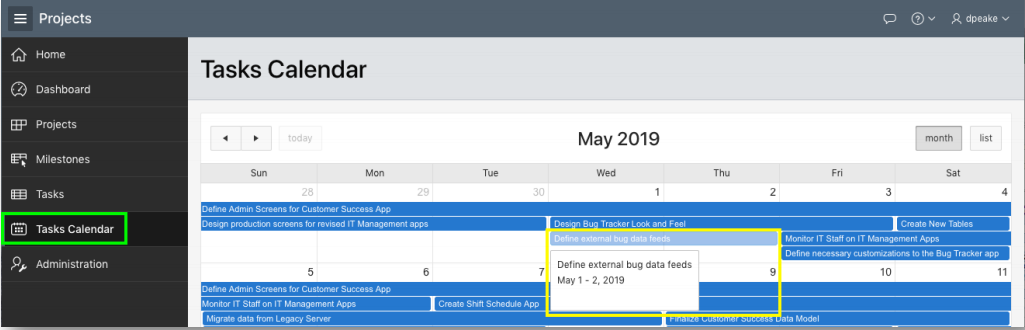 Projects
dpeake
Home
Dashboard
Projects
Milestones
Tasks
Tasks Calendar
Administration
Tasks Calendar
today
May 2019
month
list
Sun Mon Tue Wed Thu Fri Sat
28 29 30 1 2 3 4
Define Admin Screens for Customer Success App
Design production screens for revised IT Management apps
Design Bug Tracker Look and Feel
Create New Tables
Define external bug data feeds
Monitor IT Staff on IT Management Apps
Define necessary customizations to the Bug Tracker app
Define external bug data feeds
May 1 - 2, 2019
5 6 7 9 10 11
Define Admin Screens for Customer Success App
Monitor IT Staff on IT Management Apps
Create Shift Schedule App
Migrate data from Legacy Server
Finalize Customer Success Data Model